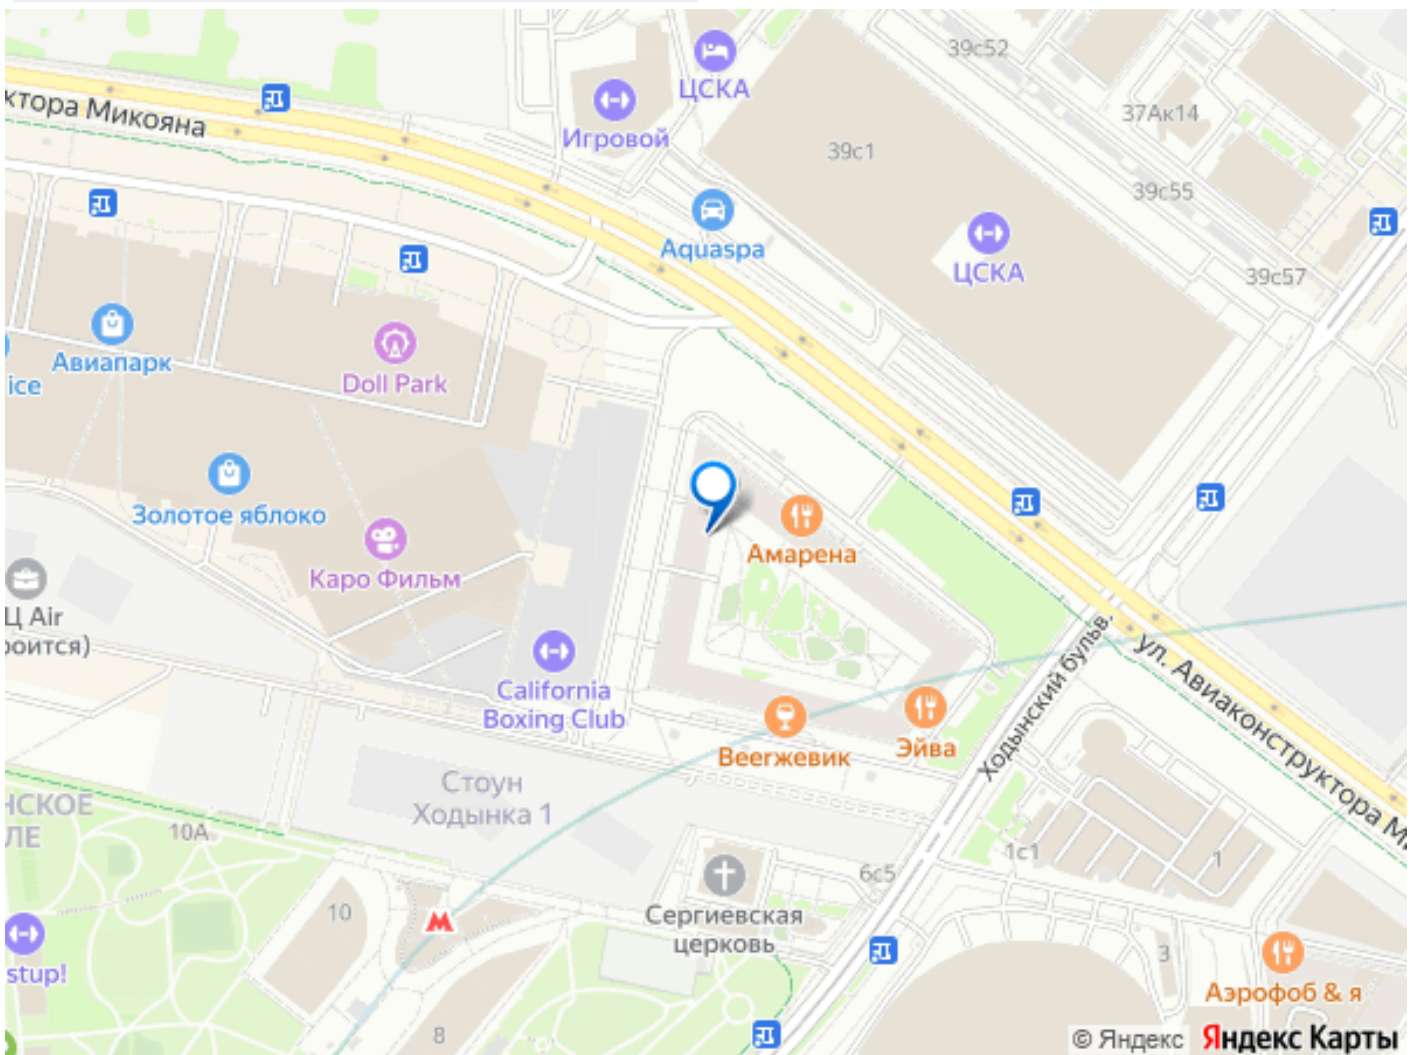 39с52
ЦСКА
ктора Микояна
37Ак14
Игровой
39с1
39с55
Aquaspa
ЦСКА
39с57
Авиапарк
ice
Doll Park
Золотое яблоко
Амарена
Каро Фильм
Ц Air
роится)
California
Boxing Club
Ходынский бульв.
ул. Авиаконструктора Ми
Эйва
Веегжевик
Стоун
Ходынка 1
НСКОЕ
ЛЕ
10А
1с1
1
6с5
10
Сергиевская
церковь
stup!
3
Аэрофоб & я
8
© Яндекс Яндекс Карты